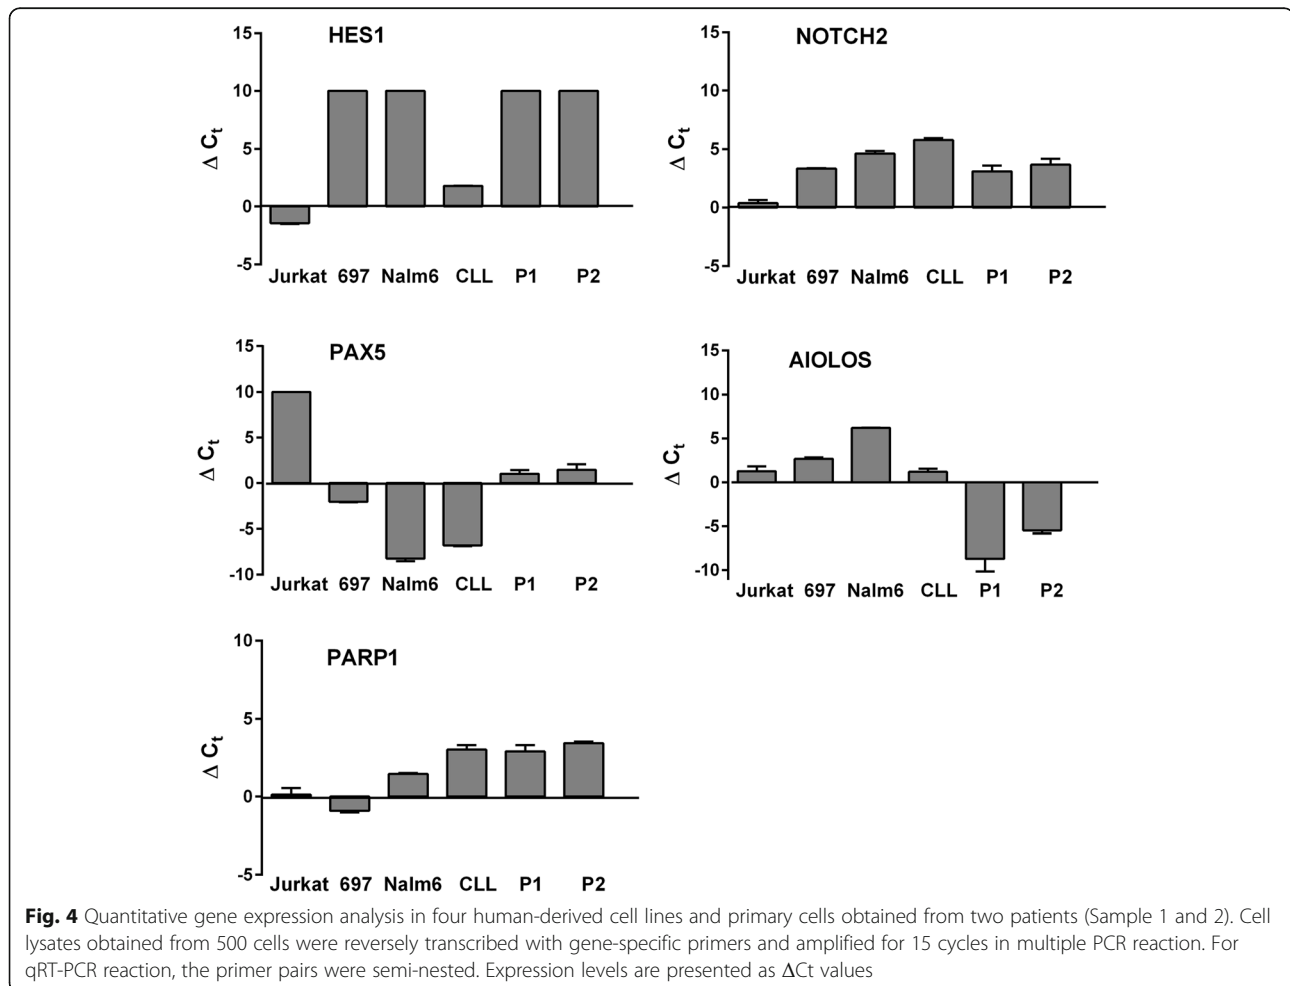 HES1
15
10
5
0
-5
Δ Ct
Jurkat 697 Nalm6 CLL P1 P2
NOTCH2
15
10
5
0
-5
Δ Ct
Jurkat 697 Nalm6 CLL P1 P2
PAX5
15
10
5
0
-5
-10
Δ Ct
Jurkat 697 Nalm6 CLL P1 P2
AIOLOS
15
10
5
0
-5
-10
Δ Ct
Jurkat 697 Nalm6 CLL P1 P2
PARP1
10
5
0
-5
Δ Ct
Jurkat 697 Nalm6 CLL P1 P2
Fig. 4 Quantitative gene expression analysis in four human-derived cell lines and primary cells obtained from two patients (Sample 1 and 2). Cell
lysates obtained from 500 cells were reversely transcribed with gene-specific primers and amplified for 15 cycles in multiple PCR reaction. For
qRT-PCR reaction, the primer pairs were semi-nested. Expression levels are presented as ΔCt values